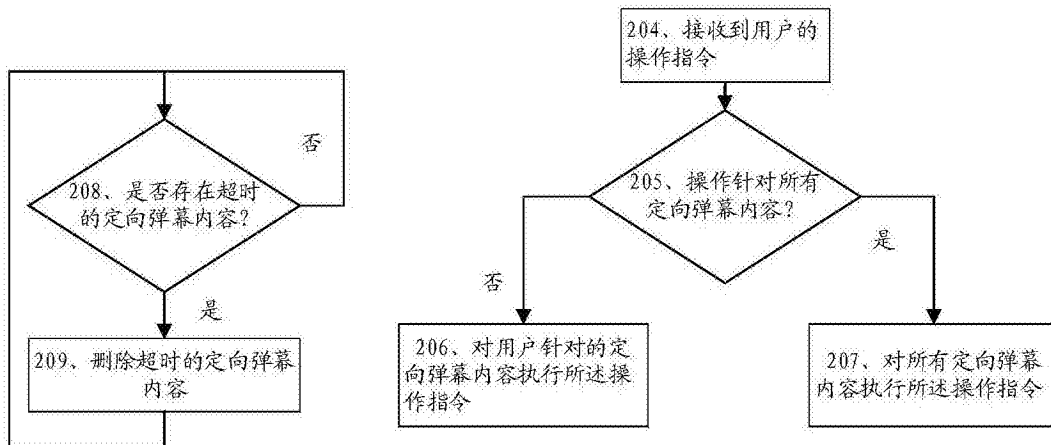 208、是否存在超时
的定向弹幕内容？
否
是
209、删除超时的定向弹幕
内容
204、接收到用户的
操作指令
205、操作针对所有
定向弹幕内容？
否
是
206、对用户针对的定
向弹幕内容执行所述操
作指令
207、对所有定向弹幕
内容执行所述操作指令